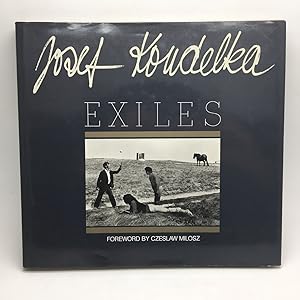 Josef Koudelka
EXILES
FOREWORD BY CZESLAW MILOSZ